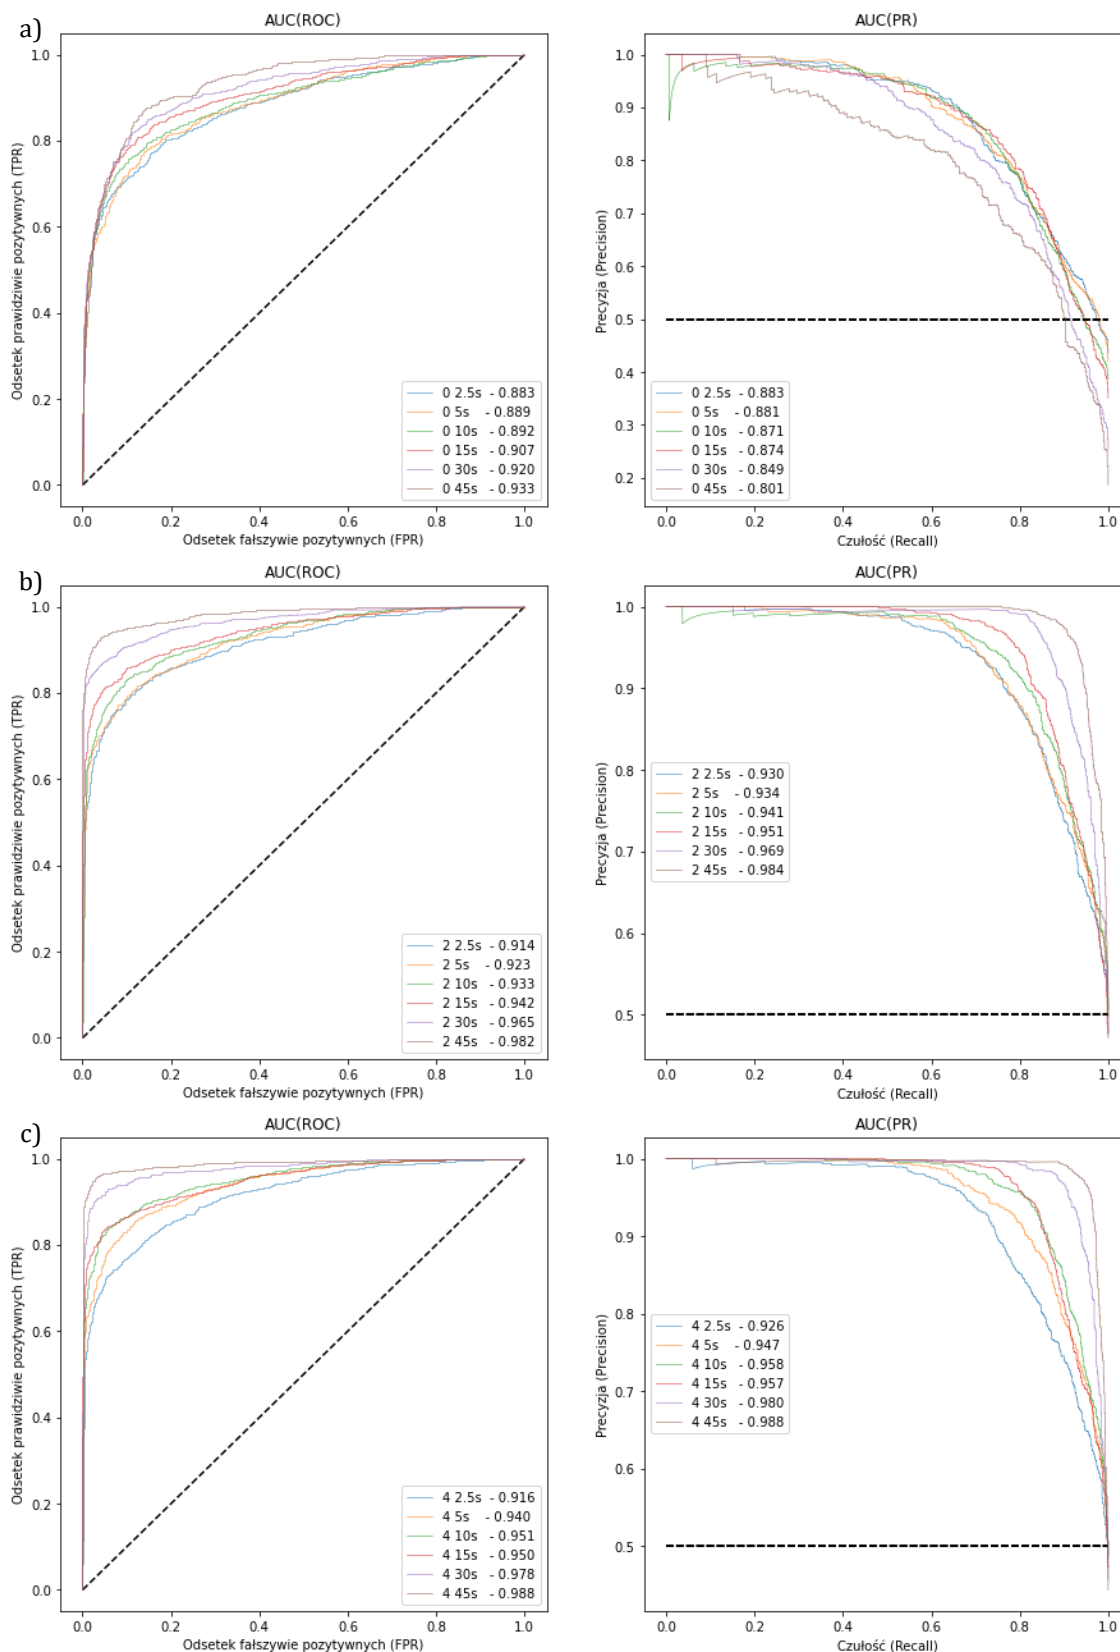 a)
AUC(ROC)
Odsetek prawidziwie pozytywnych (TPR)
1.0
0.8
0.6
0.4
0.2
0.0
0 2.5s - 0.883
0 5s - 0.889
0 10s - 0.892
0 15s - 0.907
0 30s - 0.920
0 45s - 0.933
0.0 0.2 0.4 0.6 0.8 1.0
Odsetek fałszywie pozytywnych (FPR)
AUC(PR)
Precyzja (Precision)
1.0
0.9
0.8
0.7
0.6
0.5
0.4
0.3
0.2
0 2.5s - 0.883
0 5s - 0.881
0 10s - 0.871
0 15s - 0.874
0 30s - 0.849
0 45s - 0.801
0.0 0.2 0.4 0.6 0.8 1.0
Czułość (Recall)
b)
AUC(ROC)
Odsetek prawidziwie pozytywnych (TPR)
1.0
0.8
0.6
0.4
0.2
0.0
2 2.5s - 0.914
2 5s - 0.923
2 10s - 0.933
2 15s - 0.942
2 30s - 0.965
2 45s - 0.982
0.0 0.2 0.4 0.6 0.8 1.0
Odsetek fałszywie pozytywnych (FPR)
AUC(PR)
Precyzja (Precision)
1.0
0.9
0.8
0.7
0.6
0.5
2 2.5s - 0.930
2 5s - 0.934
2 10s - 0.941
2 15s - 0.951
2 30s - 0.969
2 45s - 0.984
0.0 0.2 0.4 0.6 0.8 1.0
Czułość (Recall)
c)
AUC(ROC)
Odsetek prawidziwie pozytywnych (TPR)
1.0
0.8
0.6
0.4
0.2
0.0
4 2.5s - 0.916
4 5s - 0.940
4 10s - 0.951
4 15s - 0.950
4 30s - 0.978
4 45s - 0.988
0.0 0.2 0.4 0.6 0.8 1.0
Odsetek fałszywie pozytywnych (FPR)
AUC(PR)
Precyzja (Precision)
1.0
0.9
0.8
0.7
0.6
0.5
4 2.5s - 0.926
4 5s - 0.947
4 10s - 0.958
4 15s - 0.957
4 30s - 0.980
4 45s - 0.988
0.0 0.2 0.4 0.6 0.8 1.0
Czułość (Recall)